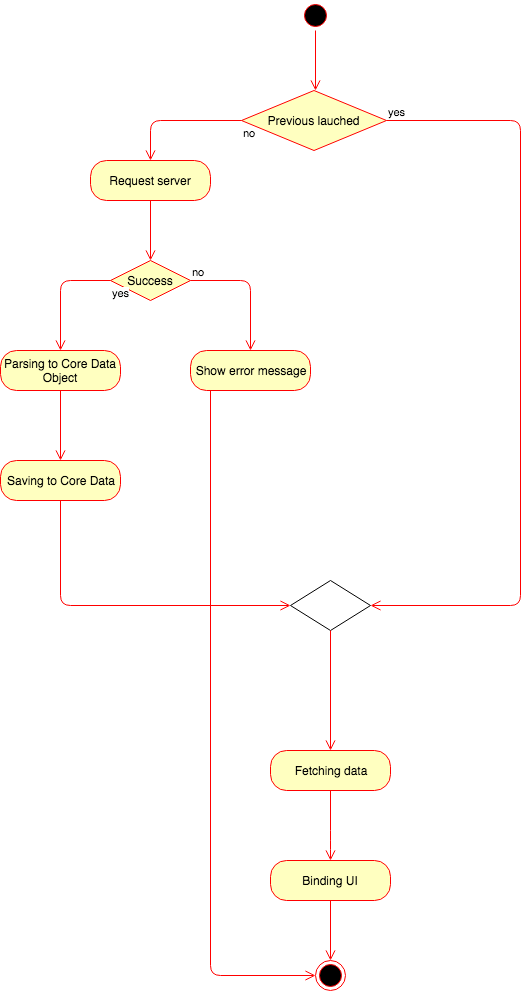 Previous lauched
yes
no
Request server
Success
no
yes
Parsing to Core Data
Object
Show error message
Saving to Core Data
Fetching data
Binding UI